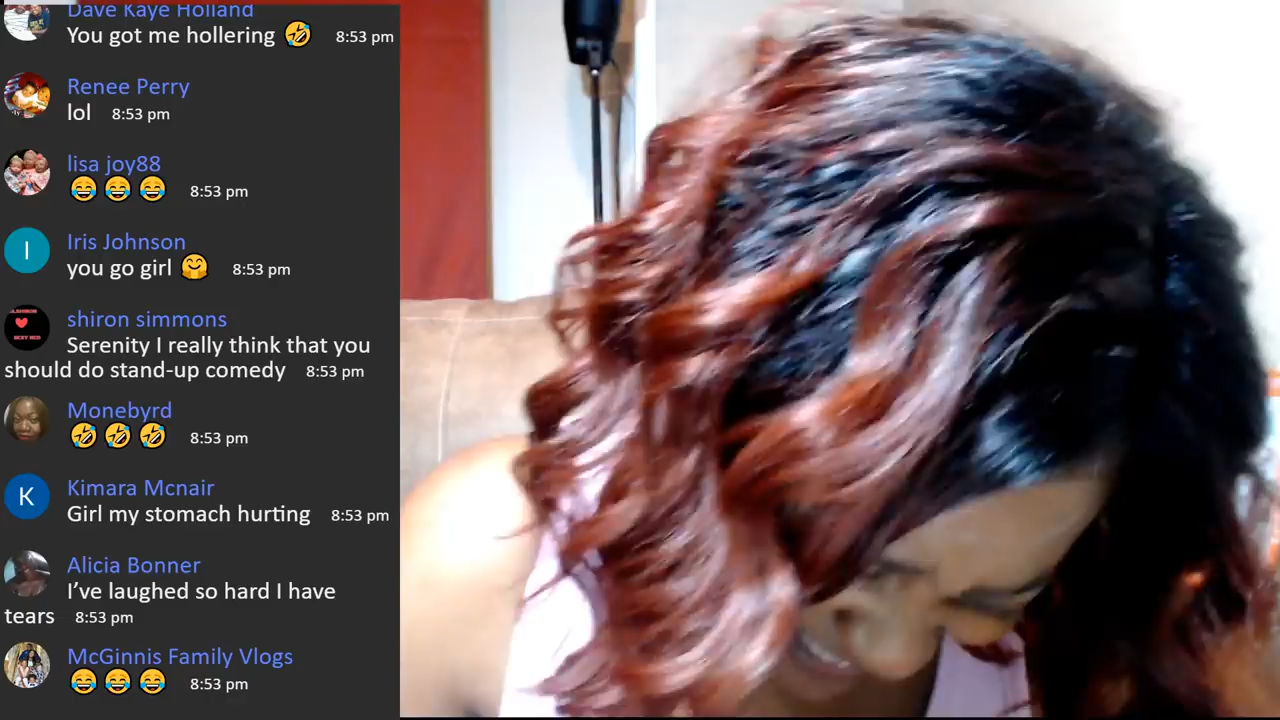 Dave Kaye Holland
You got me hollering 🤣 8:53 pm
Renee Perry
lol 8:53 pm
lisa joy88
😂 😂 😂 8:53 pm
I
Iris Johnson
you go girl 🤗 8:53 pm
shiron simmons
Serenity I really think that you
should do stand-up comedy 8:53 pm
Monebyrd
🤣 🤣 🤣 8:53 pm
K
Kimara Mcnair
Girl my stomach hurting 8:53 pm
Alicia Bonner
I've laughed so hard I have
tears 8:53 pm
McGinnis Family Vlogs
😂 😂 😂 8:53 pm